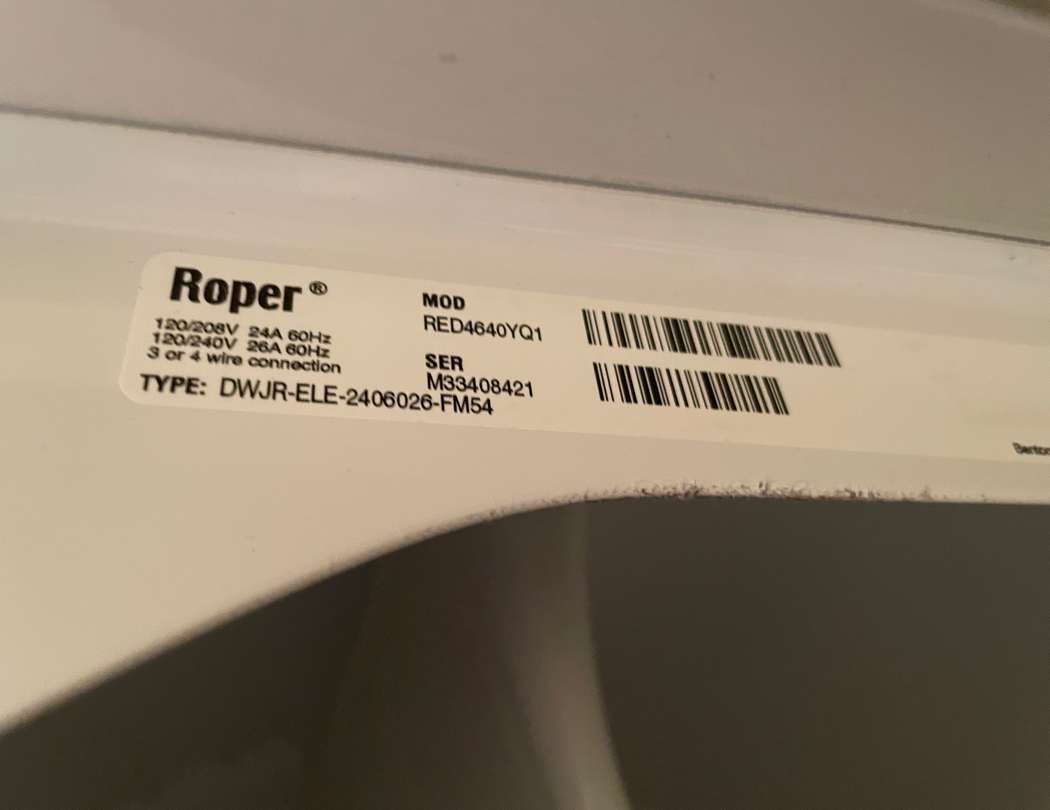 Roper®
120/208V 24A 60Hz
120/240V 26A 60Hz
3 or 4 wire connection
TYPE: DWJR-ELE-2406026-FM54
MOD
RED4640YQ1
SER
M33408421